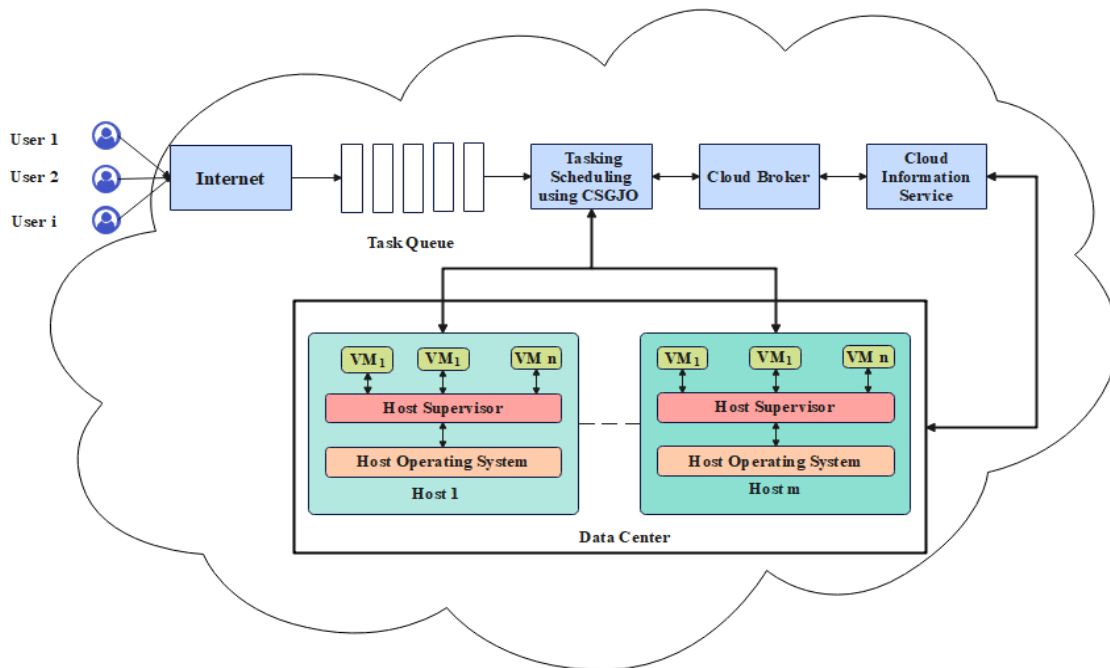 User 1
User 2
User i
Internet
Task Queue
Tasking
Scheduling
using CSGJO
Cloud Broker
Cloud
Information
Service
VM1
VM1
VM n
Host Supervisor
Host Operating System
Host 1
VM1
VM1
VM n
Host Supervisor
Host Operating System
Host m
Data Center